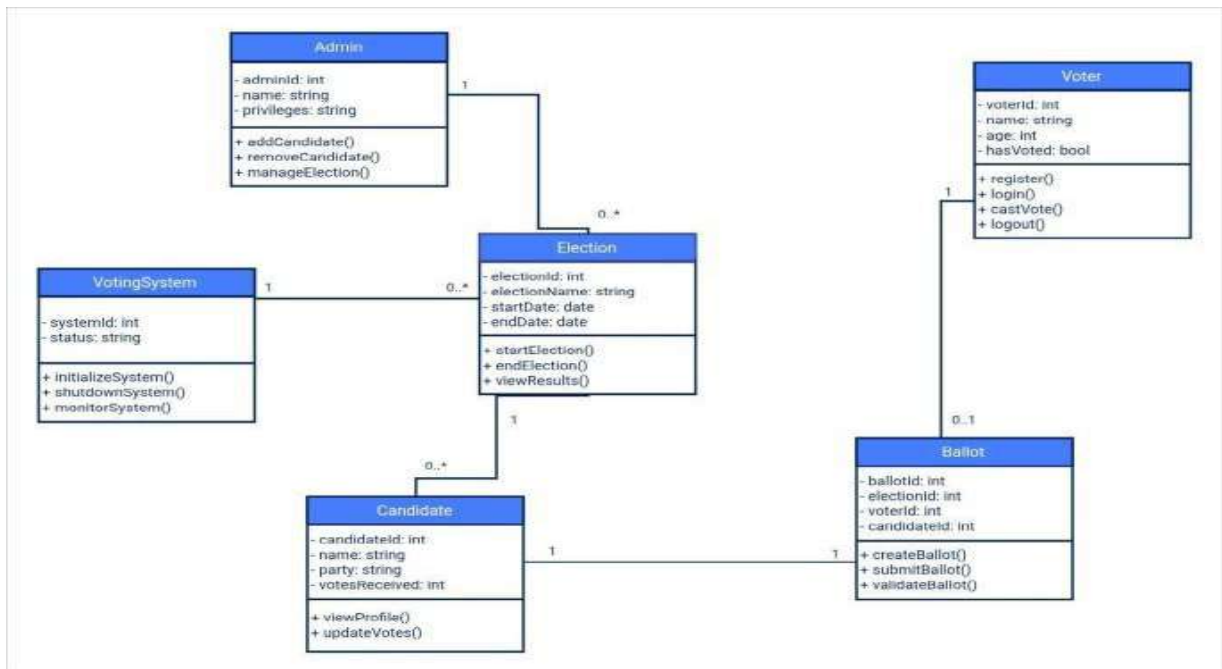 Admin
- adminId: int
- name: string
- privileges: string
+ addCandidate()
+ removeCandidate()
+ manageElection()
1
0..*
Voter
- voterId: int
- name: string
- age: int
- hasVoted: bool
+ register()
+ login()
+ castVote()
+ logout()
1
0..1
VotingSystem
- systemId: int
- status: string
+ initializeSystem()
+ shutdownSystem()
+ monitorSystem()
1
0..*
Election
- electionId: int
- electionName: string
- startDate: date
- endDate: date
+ startElection()
+ endElection()
+ viewResults()
1
0..*
Candidate
- candidateId: int
- name: string
- party: string
- votesReceived: int
+ viewProfile()
+ updateVotes()
1
1
Ballot
- ballotId: int
- electionId: int
- voterId: int
- candidateId: int
+ createBallot()
+ submitBallot()
+ validateBallot()